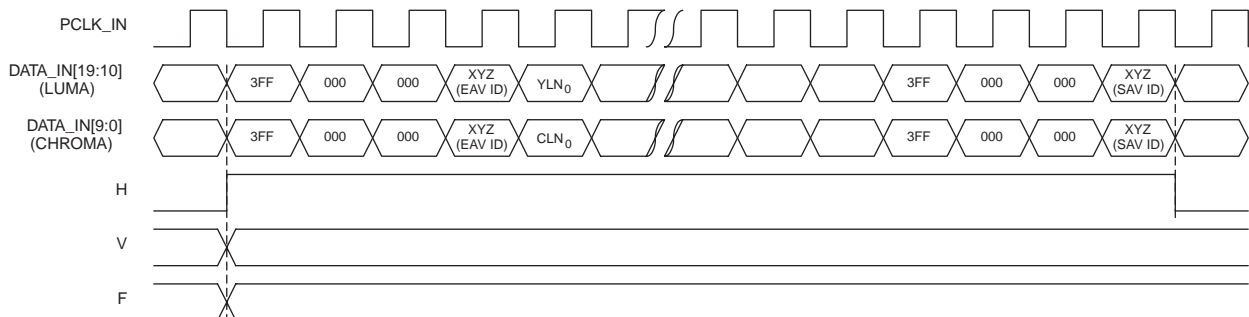 PCLK_IN
DATA_IN[19:10]
(LUMA)
3FF 000 000 XYZ (EAV ID) YLN0 3FF 000 000 XYZ (SAV ID)
DATA_IN[9:0]
(CHROMA)
3FF 000 000 XYZ (EAV ID) CLN0 3FF 000 000 XYZ (SAV ID)
H
V
F